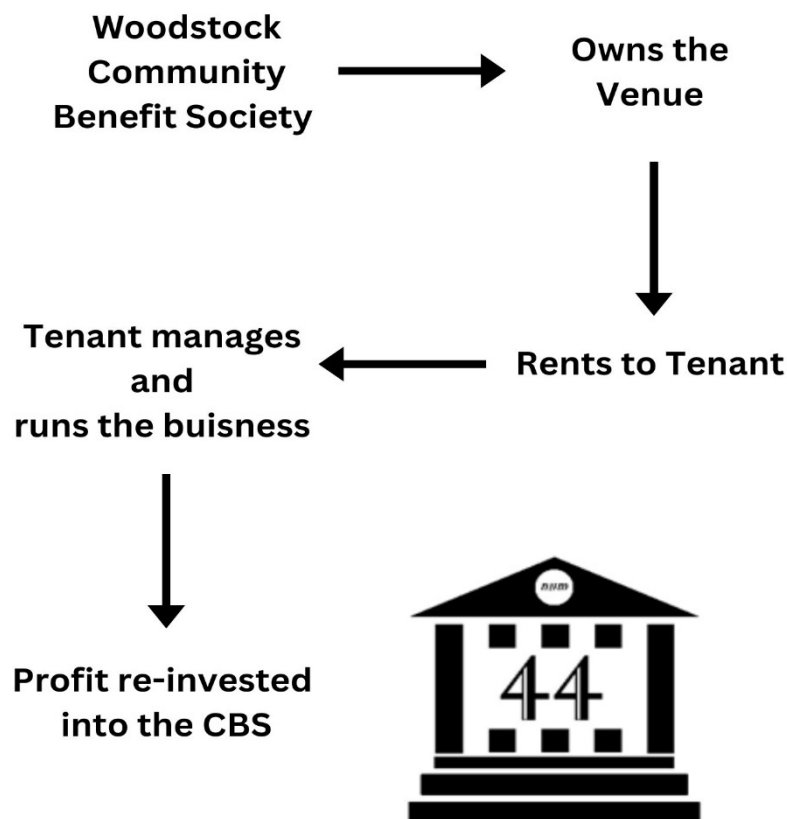 Woodstock
Community
Benefit Society
Owns the
Venue
Rents to Tenant
Tenant manages
and
runs the buisness
Profit re-invested
into the CBS
44